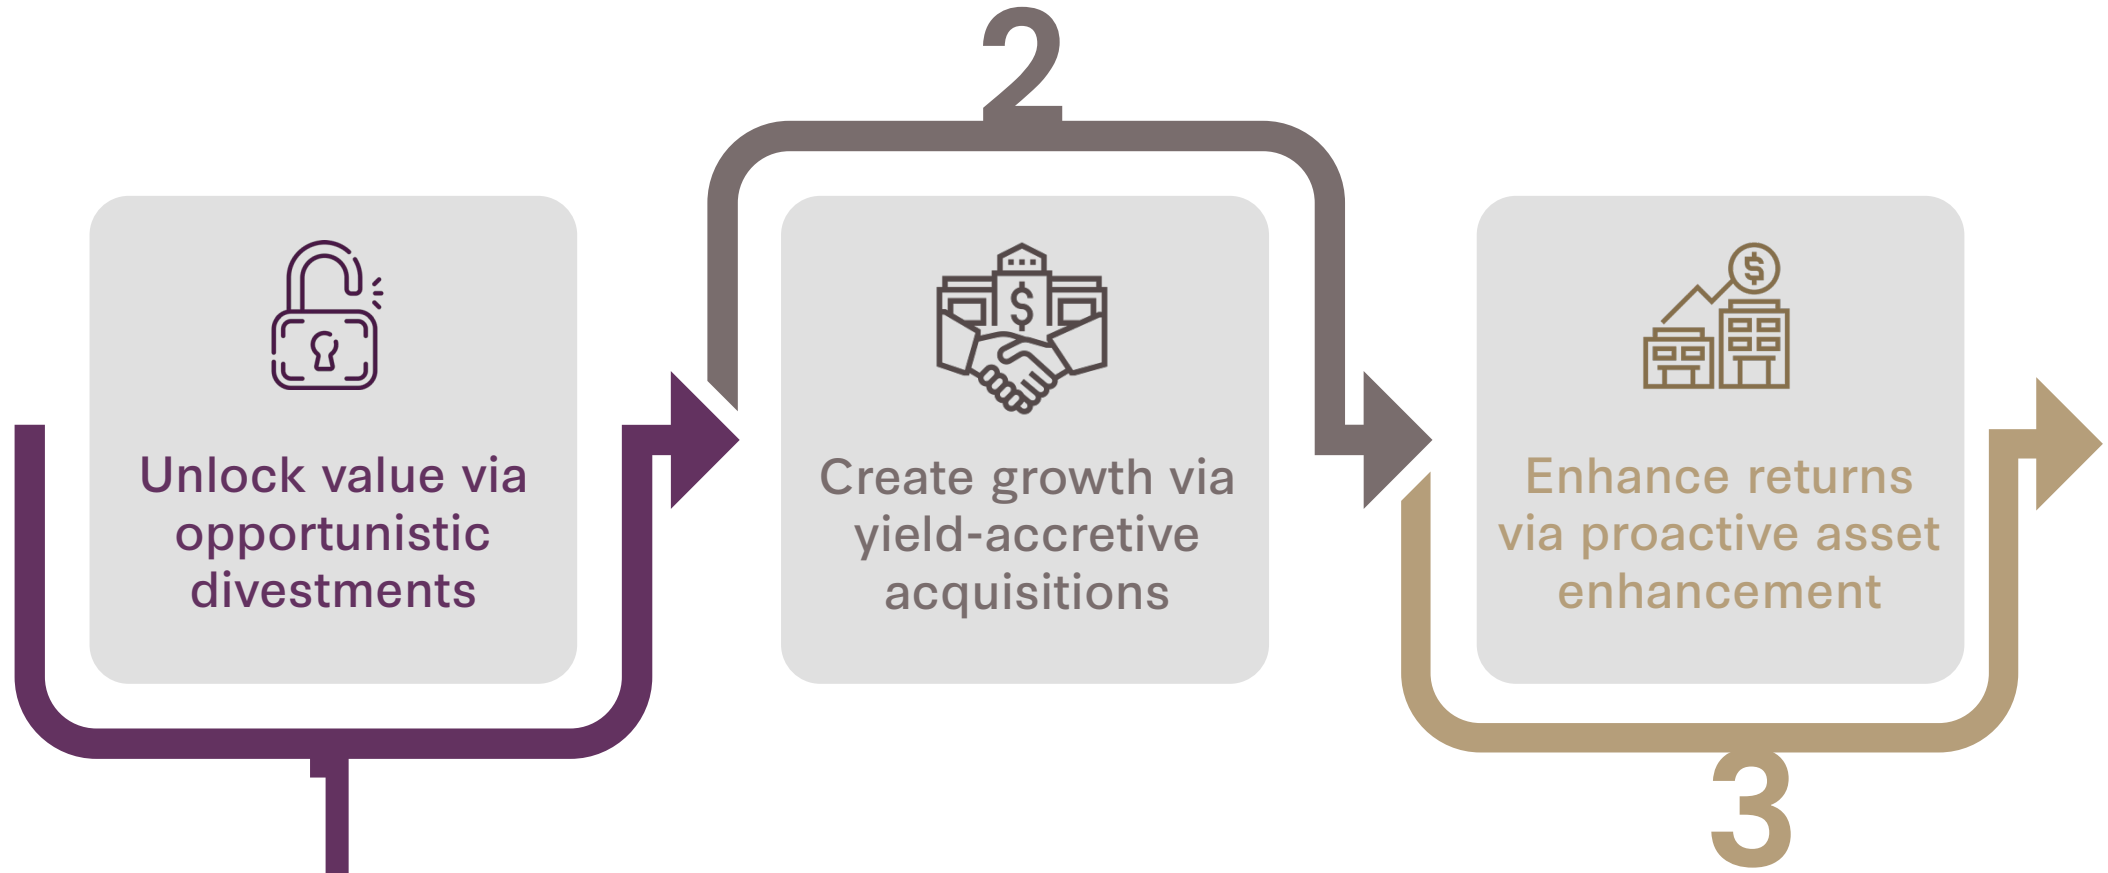 1
Unlock value via
opportunistic
divestments
2
$
Create growth via
yield-accretive
acquisitions
$
Enhance returns
via proactive asset
enhancement
3